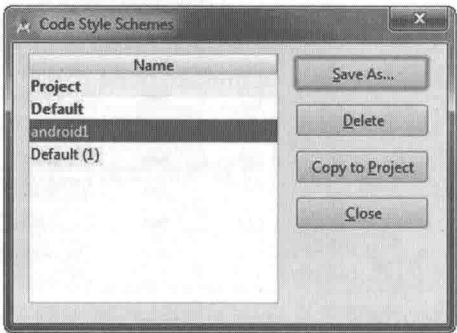 Code Style Schemes
Name
Project
Default
android1
Default (1)
Save As...
Delete
Copy to Project
Close